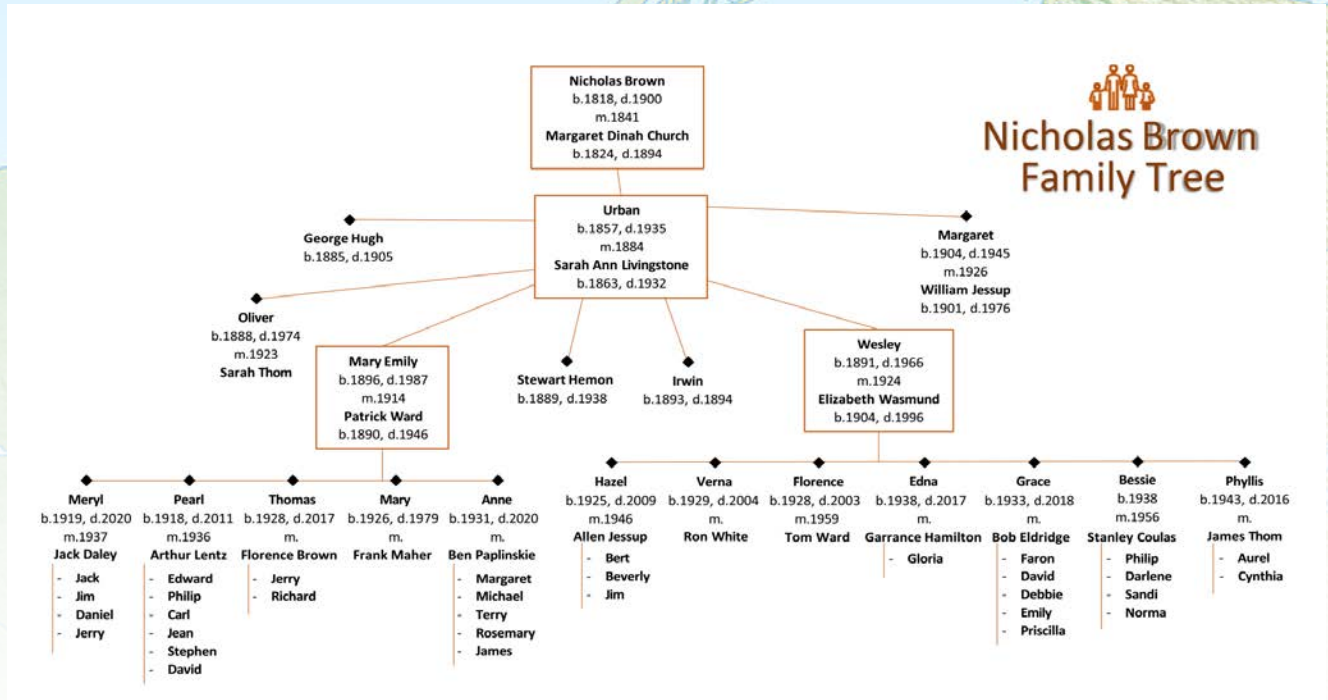 Nicholas Brown
b.1818, d.1900
m.1841
Margaret Dinah Church
b.1824, d.1894
Nicholas Brown
Family Tree
Urban
b.1857, d.1935
m.1884
Sarah Ann Livingstone
b.1863, d.1932
George Hugh
b.1885, d.1905
Margaret
b.1904, d.1945
m.1926
William Jessup
b.1901, d.1976
Oliver
b.1888, d.1974
m.1923
Sarah Thom
Mary Emily
b.1896, d.1987
m.1914
Patrick Ward
b.1890, d.1946
Stewart Hemon
b.1889, d.1938
Irwin
b.1893, d.1894
Wesley
b.1891, d.1966
m.1924
Elizabeth Wasmund
b.1904, d.1996
Meryl
b.1919, d.2020
m.1937
Jack Daley
- Jack
- Jim
- Daniel
- Jerry
Pearl
b.1918, d.2011
m.1936
Arthur Lentz
- Edward
- Philip
- Carl
- Jean
- Stephen
- David
Thomas
b.1928, d.2017
m.
Florence Brown
- Jerry
- Richard
Mary
b.1926, d.1979
m.
Frank Maher
Anne
b.1931, d.2020
m.
Ben Paplinskie
- Margaret
- Michael
- Terry
- Rosemary
- James
Hazel
b.1925, d.2009
m.1946
Allen Jessup
- Bert
- Beverly
- Jim
Verna
b.1929, d.2004
m.
Ron White
Florence
b.1928, d.2003
m.1959
Tom Ward
Edna
b.1938, d.2017
m.
Garrance Hamilton
- Gloria
Grace
b.1933, d.2018
m.
Bob Eldridge
- Faron
- David
- Debbie
- Emily
- Priscilla
Bessie
b.1938
m.1956
Stanley Coulas
- Philip
- Darlene
- Sandi
- Norma
Phyllis
b.1943, d.2016
m.
James Thom
- Aurel
- Cynthia